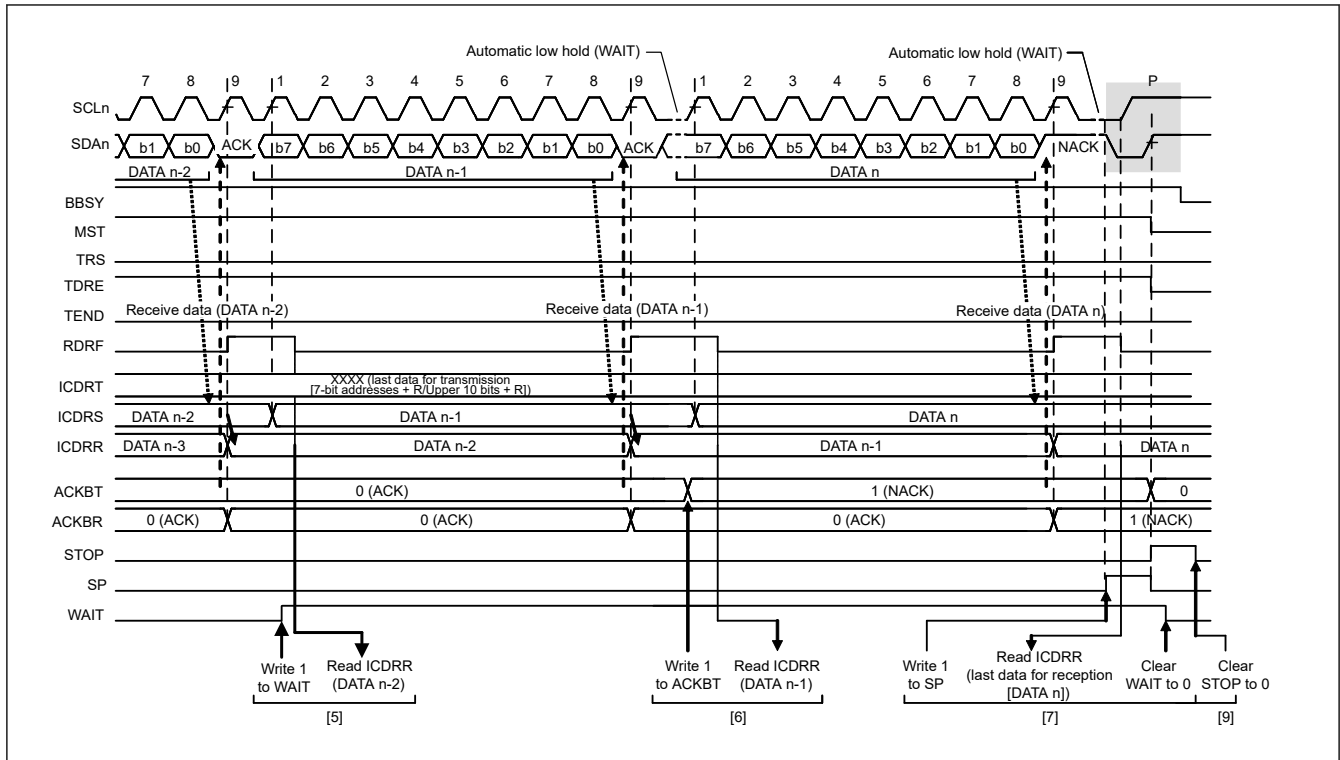 Automatic low hold (WAIT)
Automatic low hold (WAIT)
7 8 9 1 2 3 4 5 6 7 8 9 1 2 3 4 5 6 7 8 9 P
SCLn
SDAn b1 b0 ACK b7 b6 b5 b4 b3 b2 b1 b0 ACK b7 b6 b5 b4 b3 b2 b1 b0 NACK
DATA n-2 DATA n-1 DATA n
BBSY
MST
TRS
TDRE
Receive data (DATA n-2) Receive data (DATA n-1) Receive data (DATA n)
TEND
RDRF
XXXX (last data for transmission
ICDRT [7-bit addresses + R/Upper 10 bits + R])
ICDRS DATA n-2 DATA n-1 DATA n
ICDRR DATA n-3 DATA n-2 DATA n-1 DATA n
ACKBT 0 (ACK) 1 (NACK) 0
ACKBR 0 (ACK) 0 (ACK) 0 (ACK) 1 (NACK)
STOP
SP
WAIT
Write 1
to WAIT
Read ICDRR
(DATA n-2)
[5]
Write 1
to ACKBT
Read ICDRR
(DATA n-1)
[6]
Write 1
to SP
Read ICDRR
(last data for reception
[DATA n])
Clear
WAIT to 0
[7]
Clear
STOP to 0
[9]